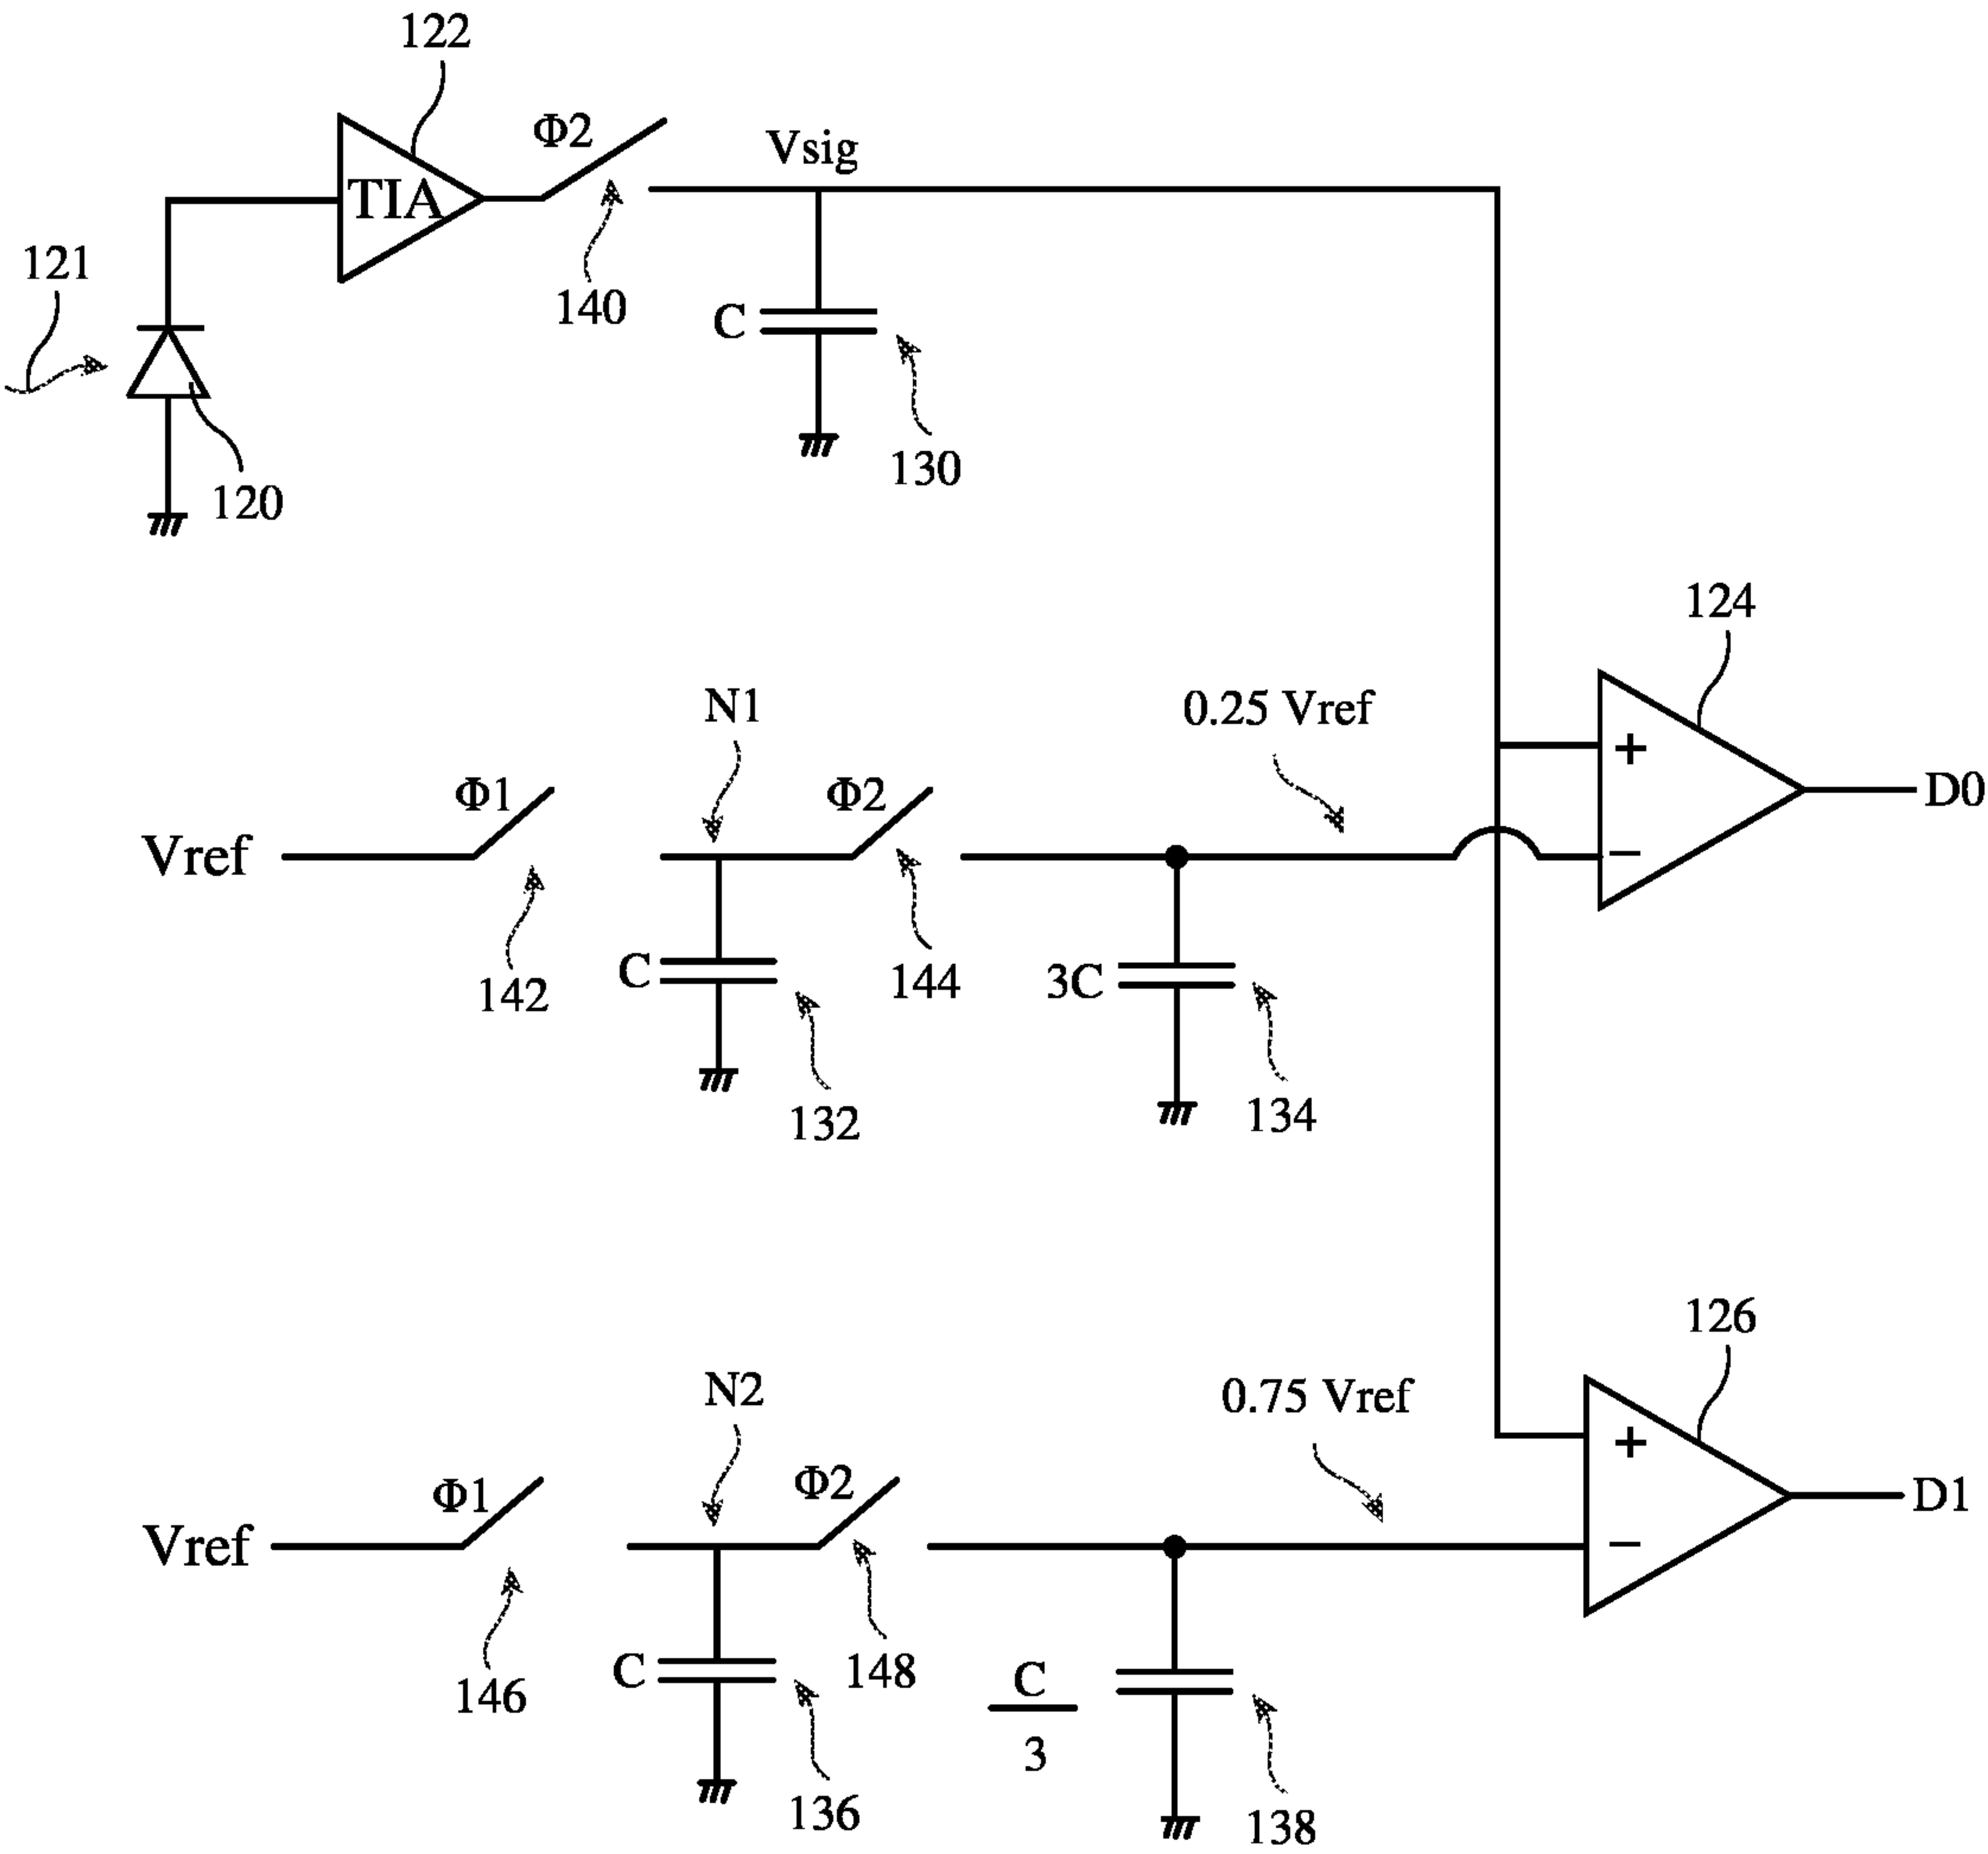 122
Φ2
Vsig
TIA
121
140
C
130
120
124
N1
0.25 Vref
Φ1
Φ2
+
D0
Vref
−
C
142
144
3C
132
134
126
N2
0.75 Vref
Φ1
Φ2
+
D1
Vref
−
C
148
C
3
146
136
138